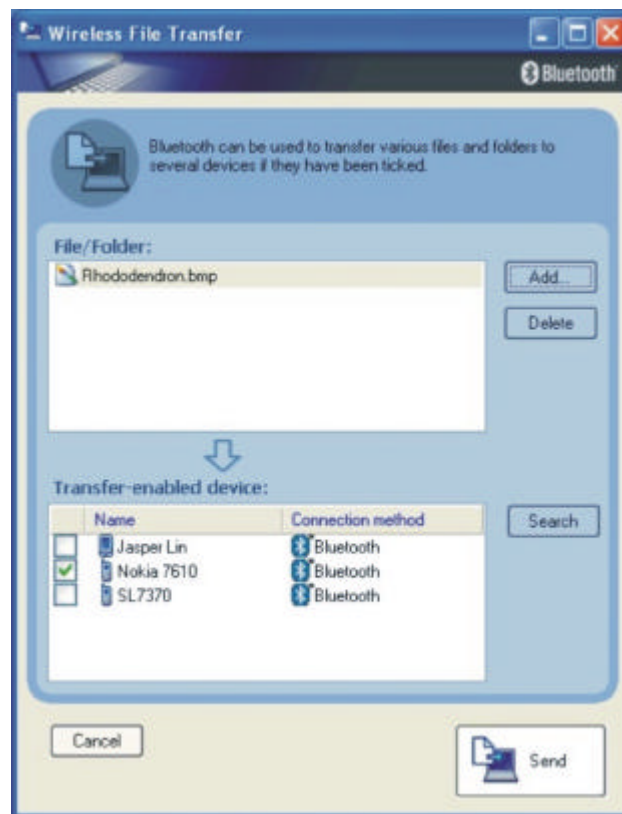 Wireless File Transfer
Bluetooth
Bluetooth can be used to transfer various files and folders to
several devices if they have been ticked.
File/Folder:
Rhododendron.bmp
Add...
Delete
Transfer-enabled device:
Name Connection method
Search
Jasper Lin Bluetooth
Nokia 7610 Bluetooth
SL7370 Bluetooth
Cancel
Send